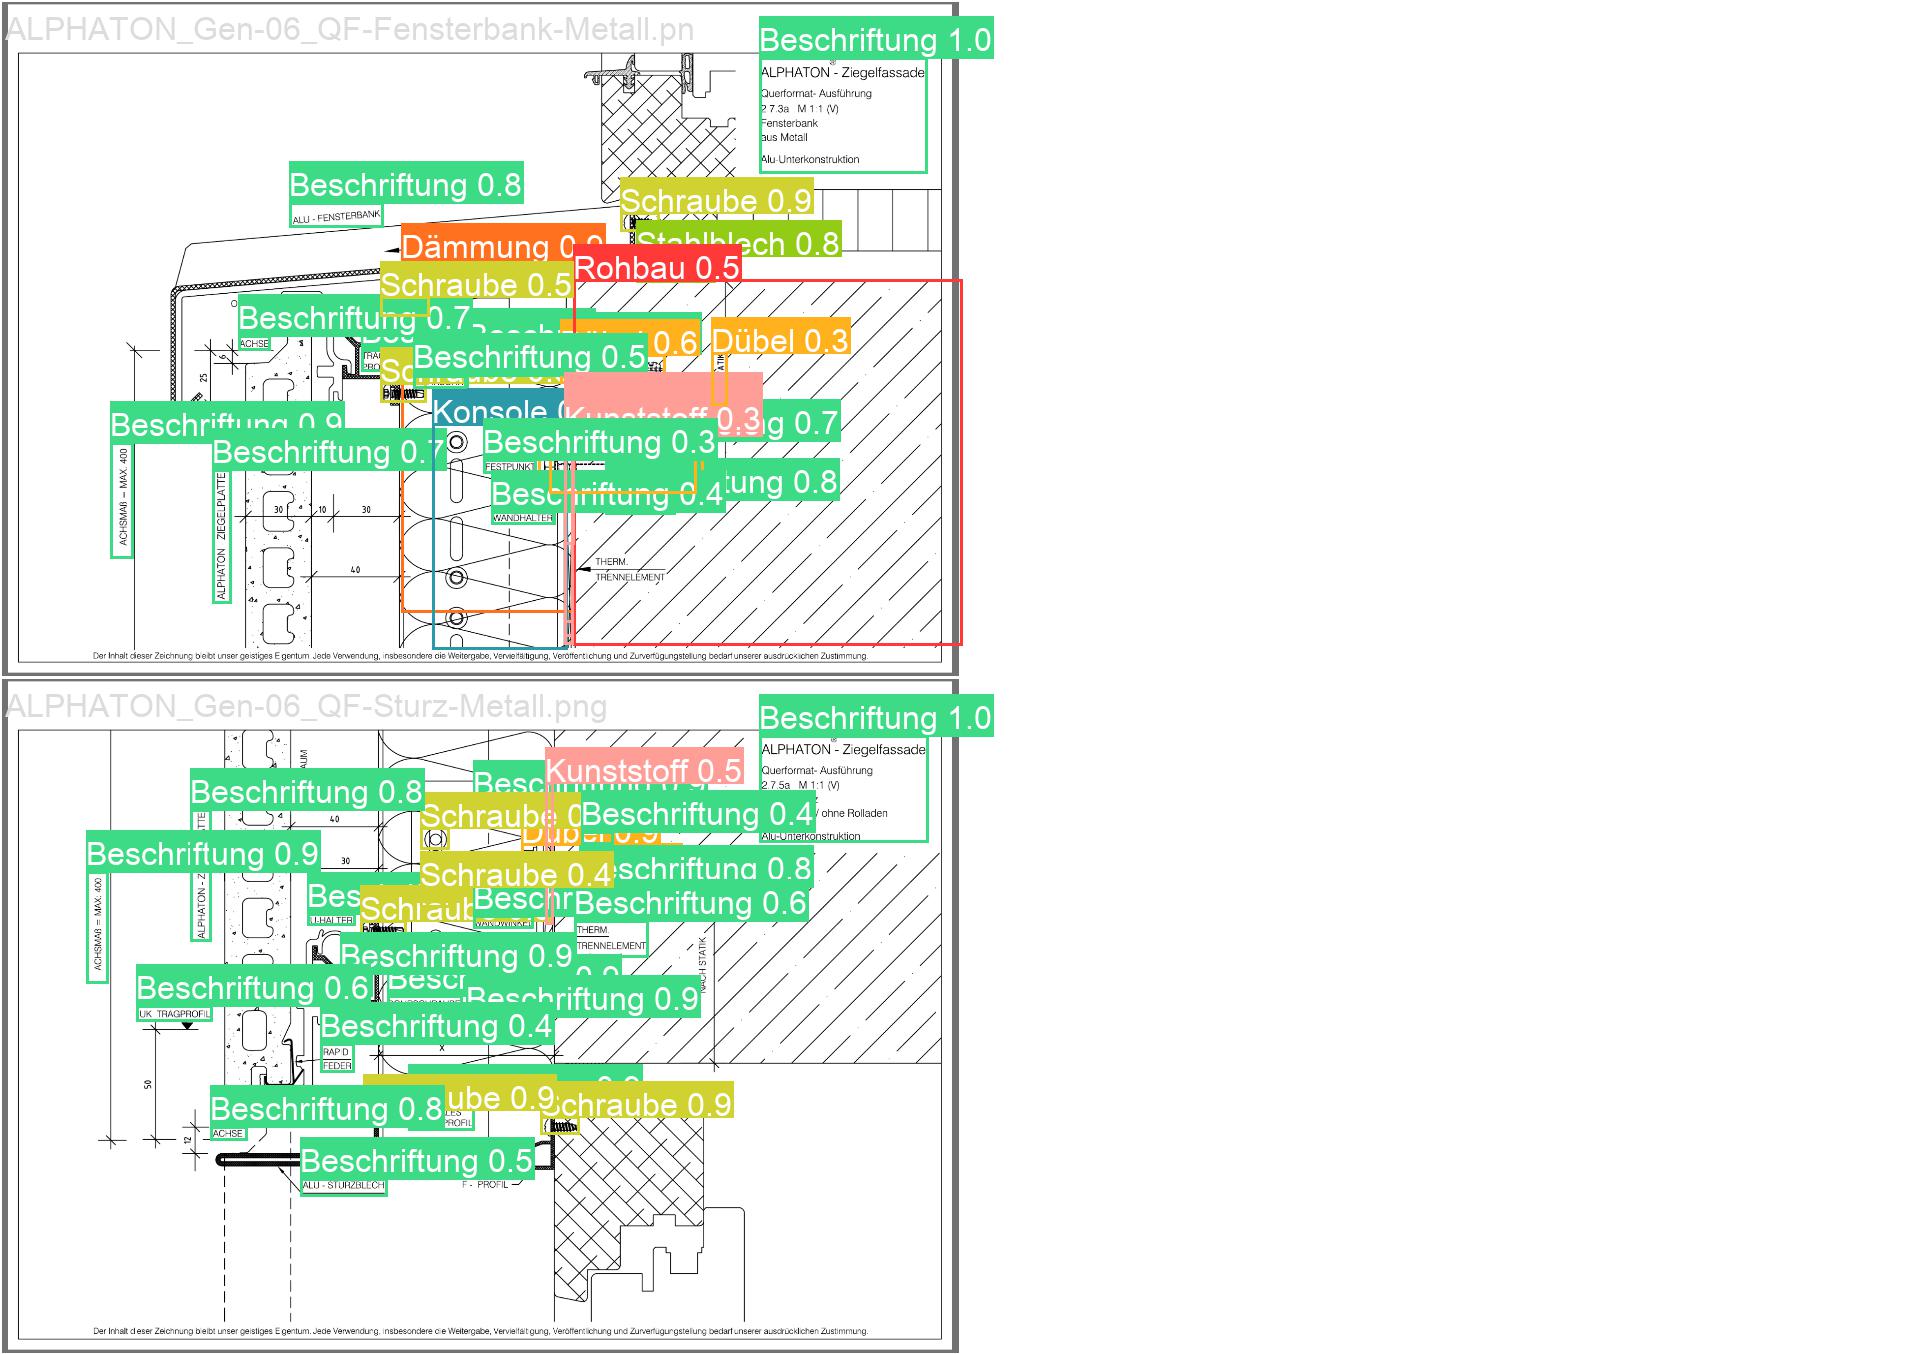 ALPHATON_Gen-06_QF-Fensterbank-Metall.pn
Beschriftung 1.0
ALPHATON® - Ziegelfassade
Querformat- Ausführung
2.7.3a M 1:1 (V)
Fensterbank
aus Metall
Alu-Unterkonstruktion
Beschriftung 0.8
ALU - FENSTERBANK
Schraube 0.9
Stahlblech 0.8
Dämmung 0.9
Rohbau 0.5
Schraube 0.5
Beschriftung 0.7
ACHSE
0.6
Dübel 0.3
Beschriftung 0.5
6
25
Konsole
Kunststoff 0.3
0.7
Beschriftung 0.9
ACHSMAß = MAX. 400
Beschriftung 0.7
ALPHATON ZIEGELPLATTE
Beschriftung 0.3
FESTPUNKT
Beschriftung 0.4
0.8
WANDHALTER
30
10
30
40
THERM.
TRENNELEMENT
Der Inhalt dieser Zeichnung bleibt unser geistiges Eigentum. Jede Verwendung, insbesondere die Weitergabe, Vervielfältigung, Veröffentlichung und Zurverfügungstellung bedarf unserer ausdrücklichen Zustimmung.
ALPHATON_Gen-06_QF-Sturz-Metall.png
Beschriftung 1.0
ALPHATON® - Ziegelfassade
Querformat- Ausführung
2.7.5a M 1:1 (V)
/ ohne Rolladen
Alu-Unterkonstruktion
Kunststoff 0.5
Beschriftung 0.8
Schraube
Beschriftung 0.4
Dübel 0.9
40
Beschriftung 0.9
ACHSMAß = MAX. 400
30
Schraube 0.4
Beschriftung 0.8
Beschriftung 0.6
WANDWINKEL
THERM.
TRENNELEMENT
NACH STATIK
Beschriftung 0.9
Beschriftung 0.6
UK TRAGPROFIL
Beschriftung 0.9
Beschriftung 0.4
RAPID
FEDER
X
50
0.9
Schraube 0.9
Beschriftung 0.8
ACHSE
12
Beschriftung 0.5
ALU - STURZBLECH
F - PROFIL
Der Inhalt dieser Zeichnung bleibt unser geistiges Eigentum. Jede Verwendung, insbesondere die Weitergabe, Vervielfältigung, Veröffentlichung und Zurverfügungstellung bedarf unserer ausdrücklichen Zustimmung.